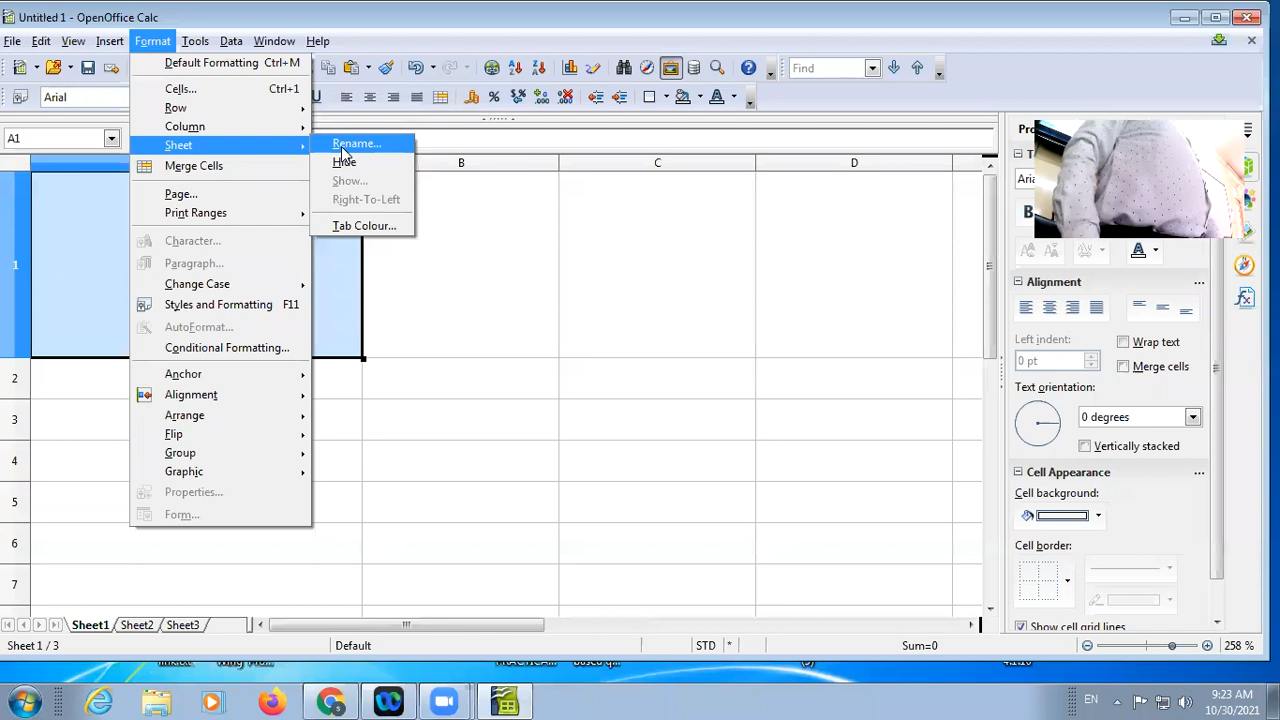 Untitled 1 - OpenOffice Calc
File Edit View Insert Format Tools Data Window Help
Default Formatting Ctrl+M
Find
Arial
Cells... Ctrl+1
Row
Column
Sheet
Merge Cells
Page...
Print Ranges
Character...
Paragraph...
Change Case
Styles and Formatting F11
AutoFormat...
Conditional Formatting...
Anchor
Alignment
Arrange
Flip
Group
Graphic
Properties...
Form...
Rename...
Hide
Show...
Right-To-Left
Tab Colour...
A1
B C D
1
2
3
4
5
6
7
Alignment
Left indent:
0 pt
Wrap text
Merge cells
Text orientation:
0 degrees
Vertically stacked
Cell Appearance
Cell background:
Cell border:
Show cell grid lines
Sheet1 Sheet2 Sheet3
Sheet 1 / 3 Default STD * Sum=0 258 %
EN
9:23 AM
10/30/2021